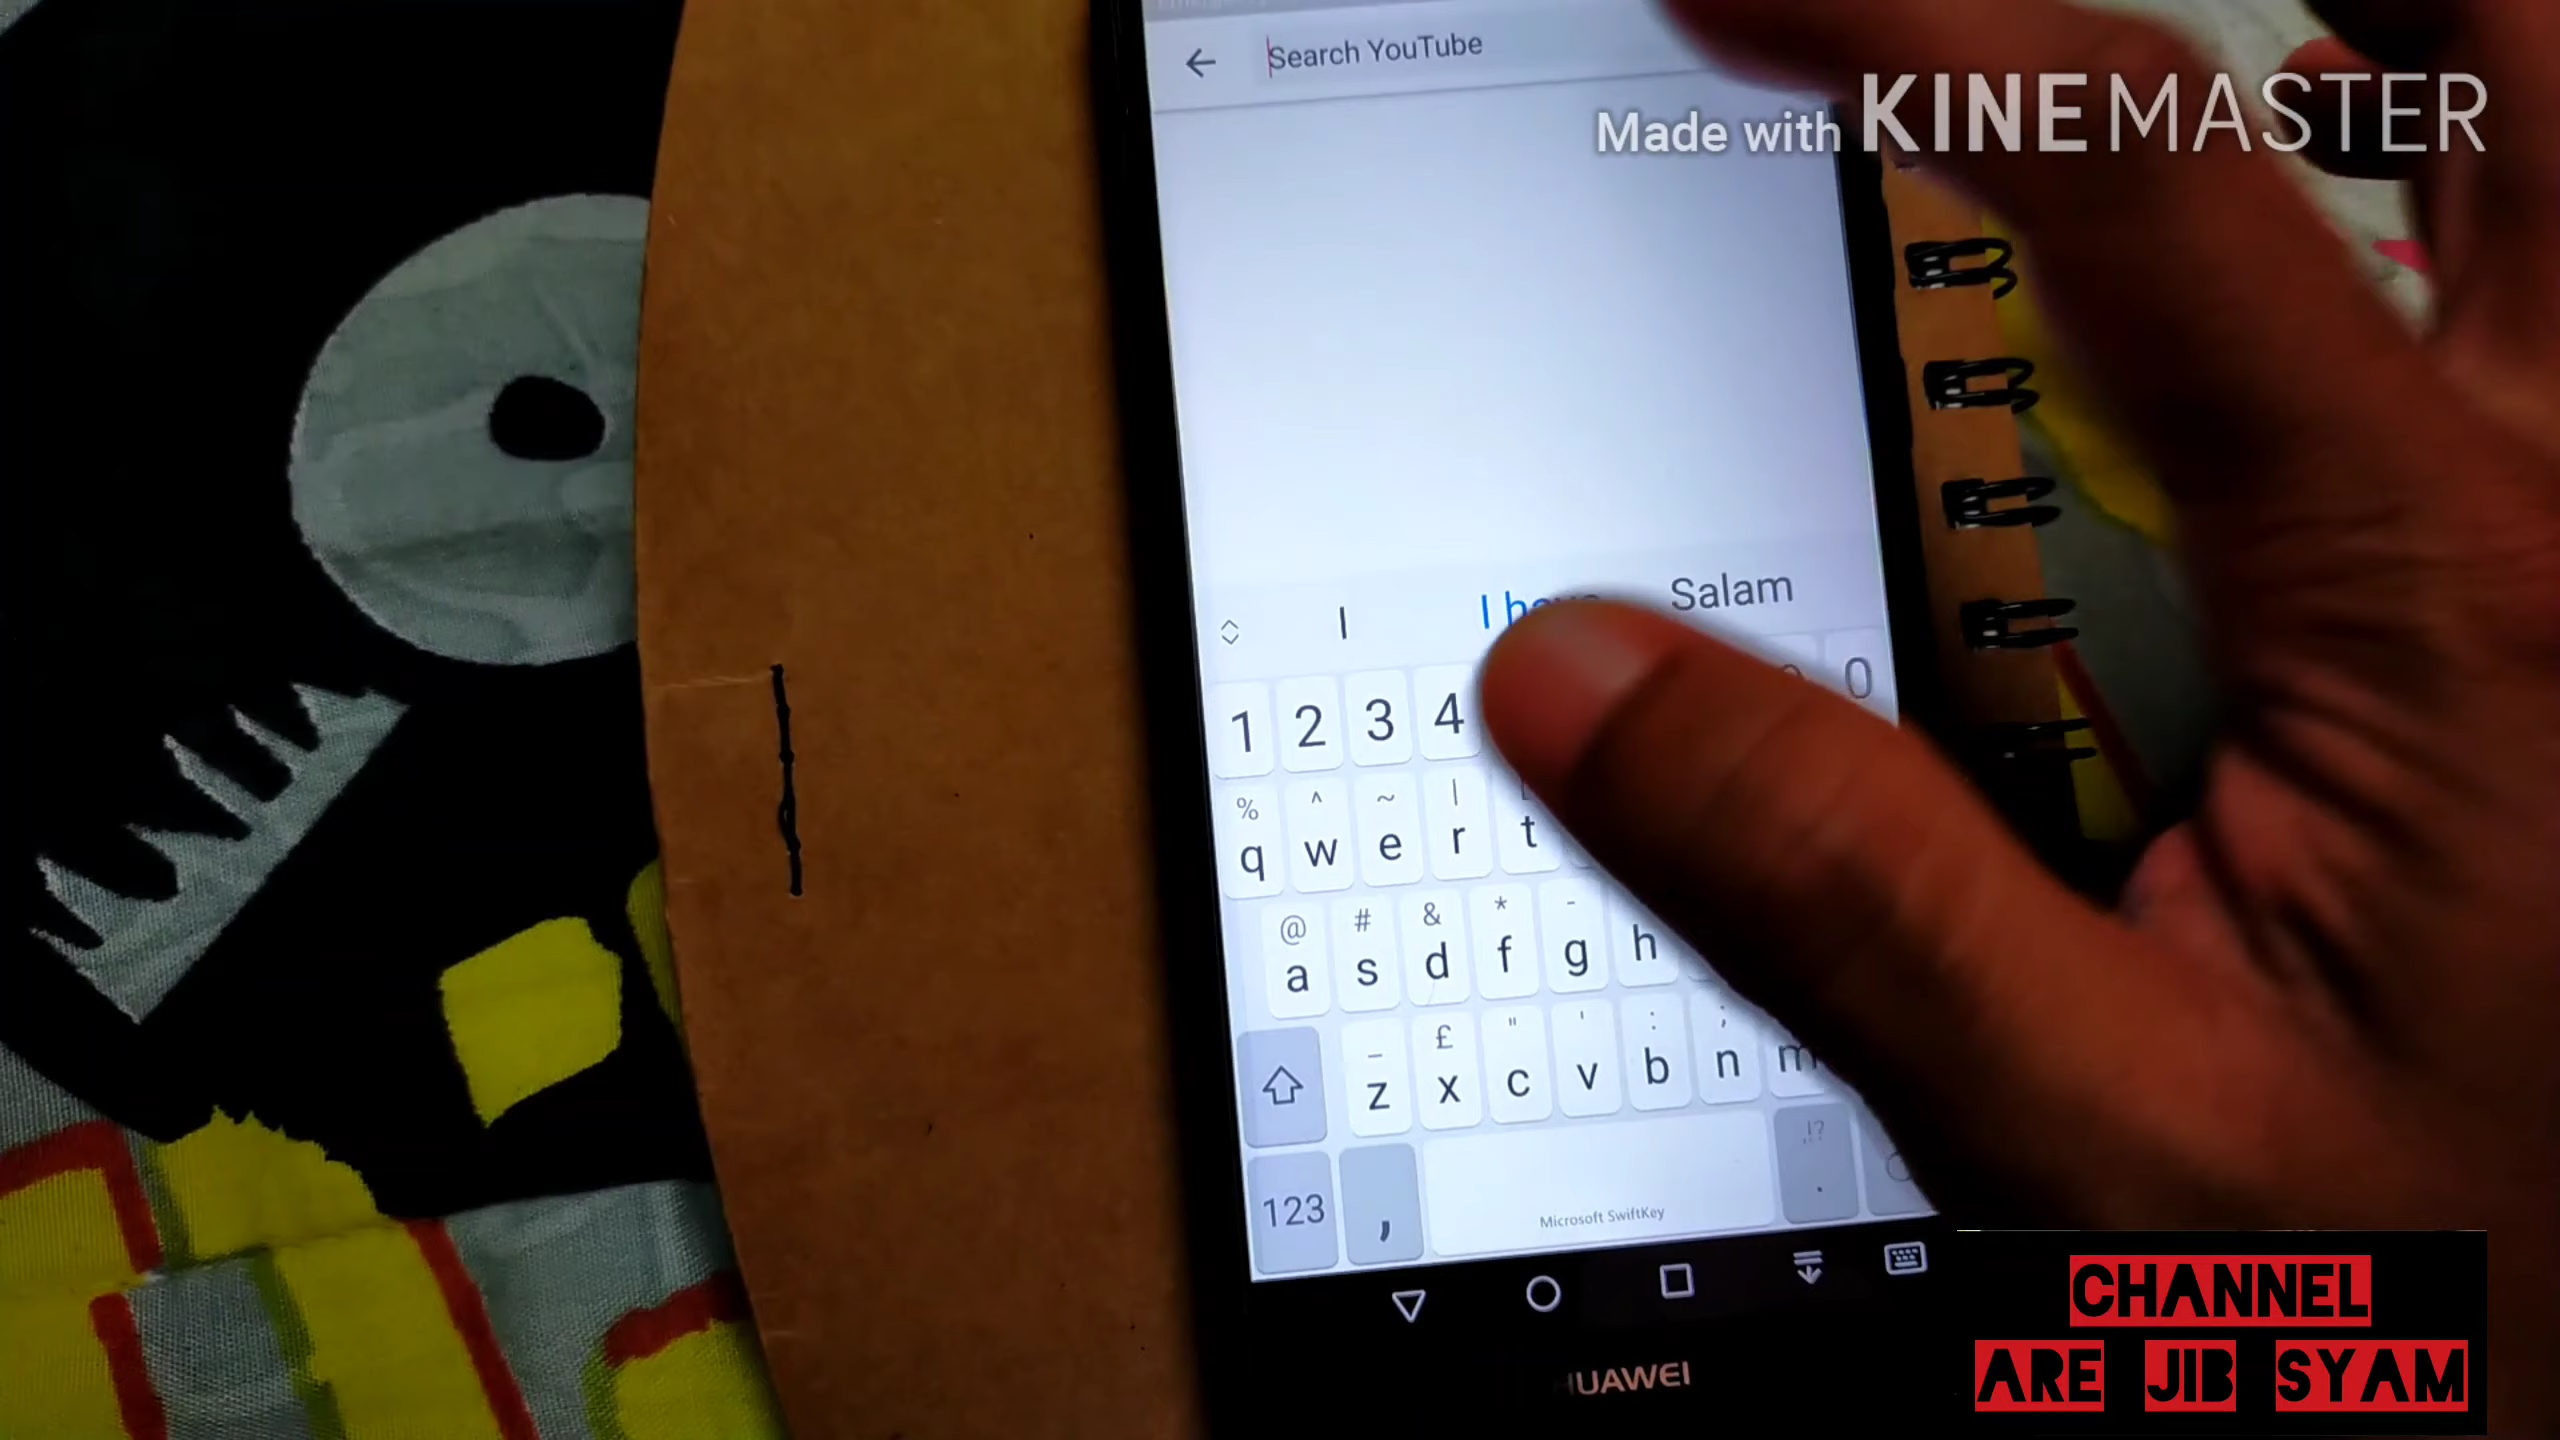 Search YouTube
Made with KINEMASTER
I
Salam
1 2 3 4 0
% ^ ~ |
q w e r t
@ # & * -
a s d f g h
_ £ " ' : ;
z x c v b n m
!?
123 , .
Microsoft SwiftKey
HUAWEI
CHANNEL
ARE JIB SYAM